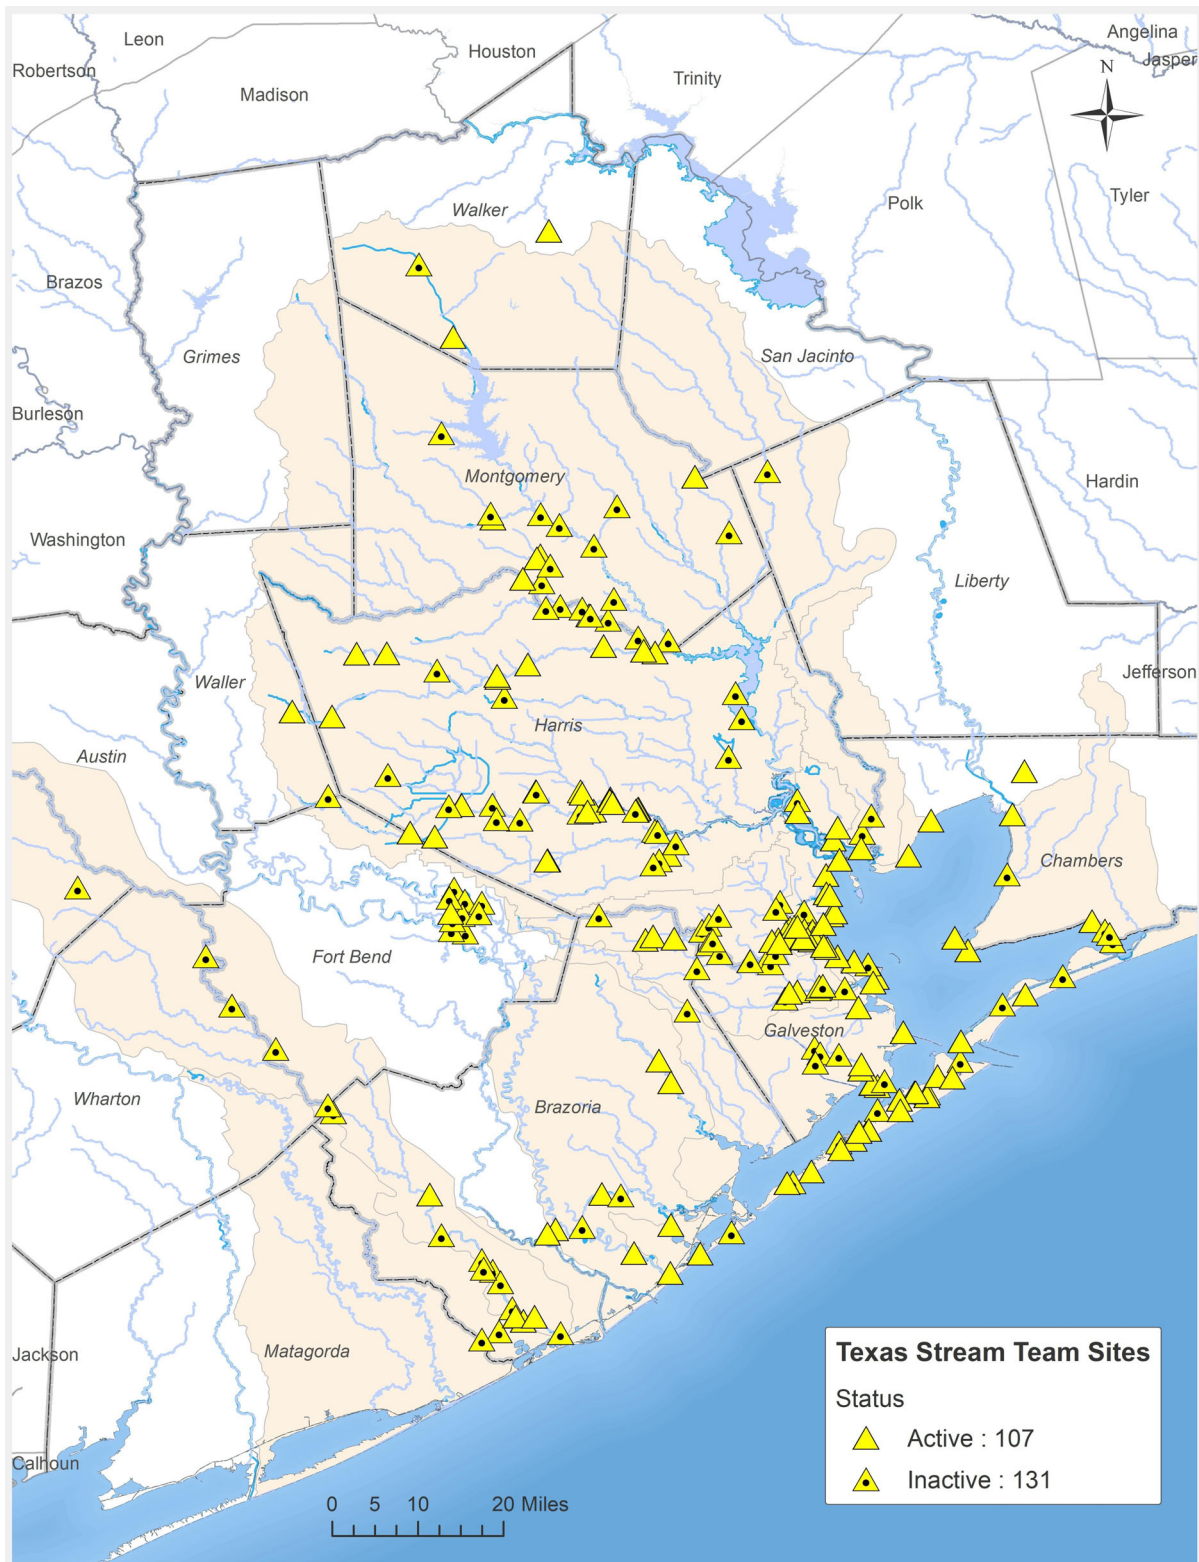 Leon
Houston
Angelina
Robertson
Jasper
Trinity
N
Madison
Tyler
Polk
Walker
Brazos
Grimes
San Jacinto
Burleson
Montgomery
Hardin
Washington
Liberty
Waller
Jefferson
Harris
Austin
Chambers
Fort Bend
Galveston
Wharton
Brazoria
Matagorda
Jackson
Calhoun
Texas Stream Team Sites
Status
Active : 107
Inactive : 131
0 5 10 20 Miles